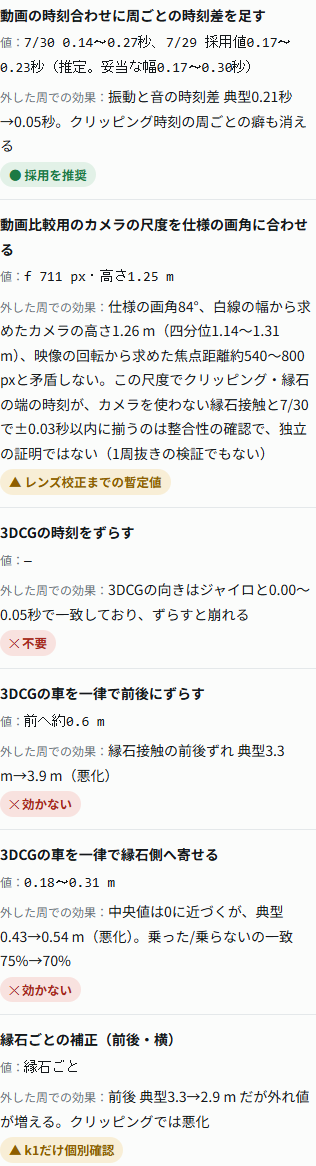 動画の時刻合わせに周ごとの時刻差を足す
値：7/30 0.14〜0.27秒、7/29 採用値0.17〜
0.23秒（推定。妥当な幅0.17〜0.30秒）
外した周での効果：振動と音の時刻差 典型0.21秒
→0.05秒。クリッピング時刻の周ごとの癖も消え
る
● 採用を推奨
動画比較用のカメラの尺度を仕様の画角に合わせ
る
値：f 711 px・高さ1.25 m
外した周での効果：仕様の画角84°、白線の幅から求
めたカメラの高さ1.26 m（四分位1.14〜1.31
m）、映像の回転から求めた焦点距離約540〜800
pxと矛盾しない。この尺度でクリッピング・縁石
の端の時刻が、カメラを使わない縁石接触と7/30
で±0.03秒以内に揃うのは整合性の確認で、独立
の証明ではない（1周抜きの検証でもない）
▲ レンズ校正までの暫定値
3DCGの時刻をずらす
値：—
外した周での効果：3DCGの向きはジャイロと0.00〜
0.05秒で一致しており、ずらすと崩れる
× 不要
3DCGの車を一律で前後にずらす
値：前へ約0.6 m
外した周での効果：縁石接触の前後ずれ 典型3.3
m→3.9 m（悪化）
× 効かない
3DCGの車を一律で縁石側へ寄せる
値：0.18〜0.31 m
外した周での効果：中央値は0に近づくが、典型
0.43→0.54 m（悪化）。乗った/乗らないの一致
75%→70%
× 効かない
縁石ごとの補正（前後・横）
値：縁石ごと
外した周での効果：前後 典型3.3→2.9 m だが外れ値
が増える。クリッピングでは悪化
▲ k1だけ個別確認